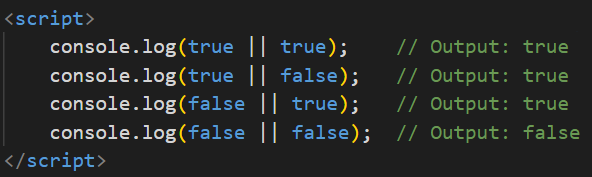 <script>
    console.log(true || true);    // Output: true
    console.log(true || false);   // Output: true
    console.log(false || true);   // Output: true
    console.log(false || false);  // Output: false
</script>